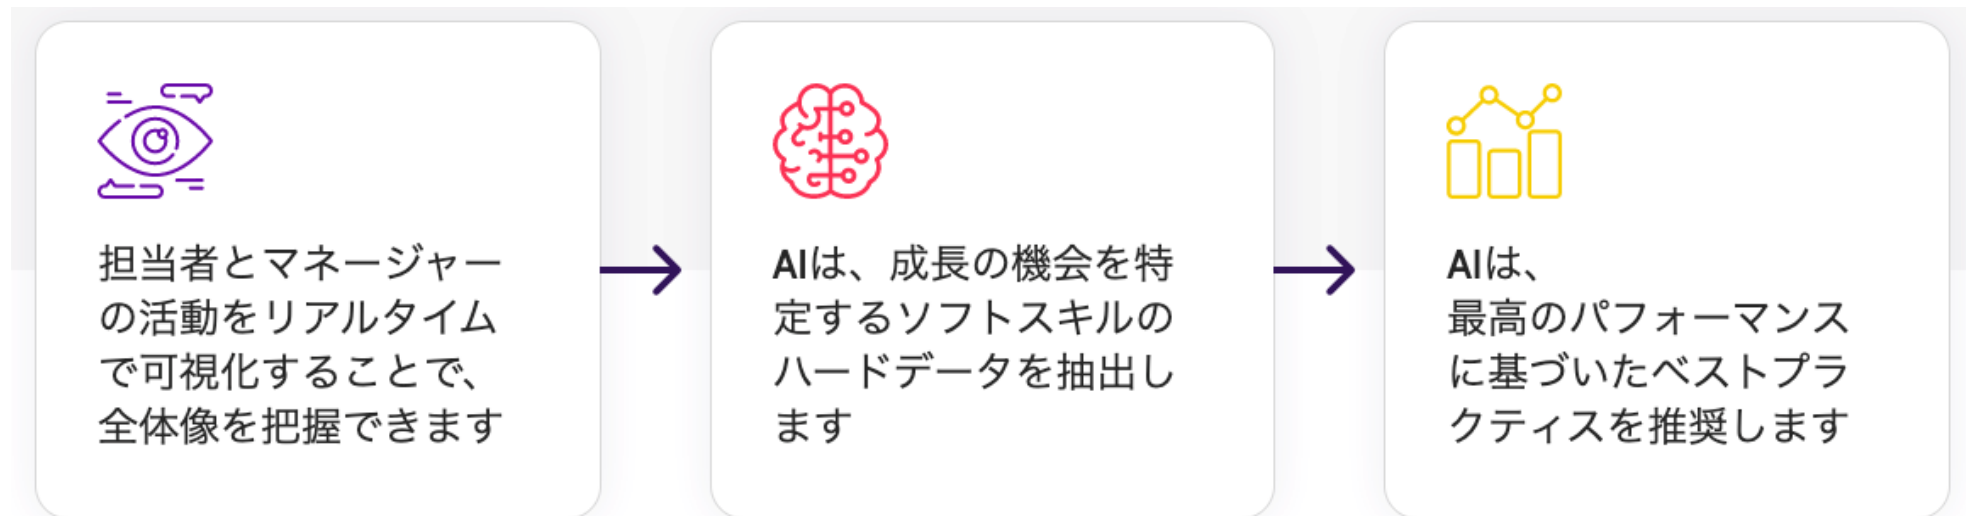 担当者とマネージャー
の活動をリアルタイム
で可視化することで、
全体像を把握できます
AIは、成長の機会を特
定するソフトスキルの
ハードデータを抽出し
ます
AIは、
最高のパフォーマンス
に基づいたベストプラ
クティスを推奨します